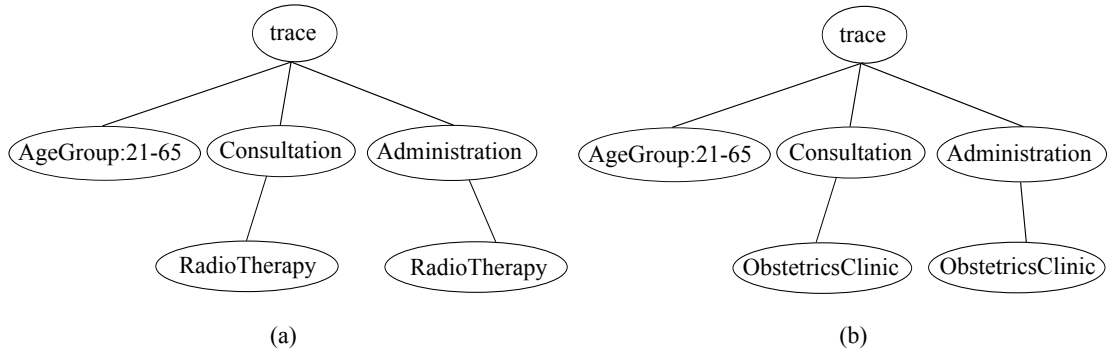 trace
AgeGroup:21-65
Consultation
Administration
RadioTherapy
RadioTherapy
(a)
trace
AgeGroup:21-65
Consultation
Administration
ObstetricsClinic
ObstetricsClinic
(b)